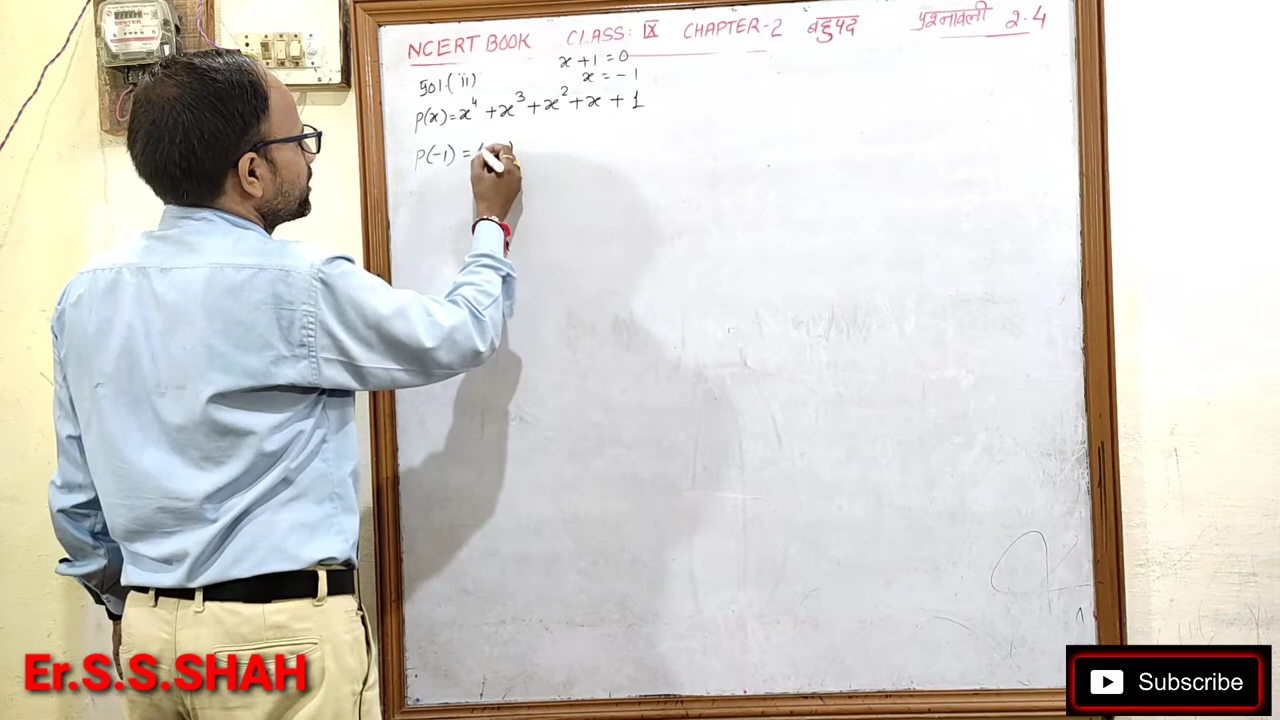 NCERT BOOK CLASS: IX CHAPTER-2 बहुपद प्रश्नावली 2.4
x + 1 = 0
x = -1
501.(ii)
p(x) = x⁴ + x³ + x² + x + 1
P(-1) = (
Er.S.S.SHAH
Subscribe